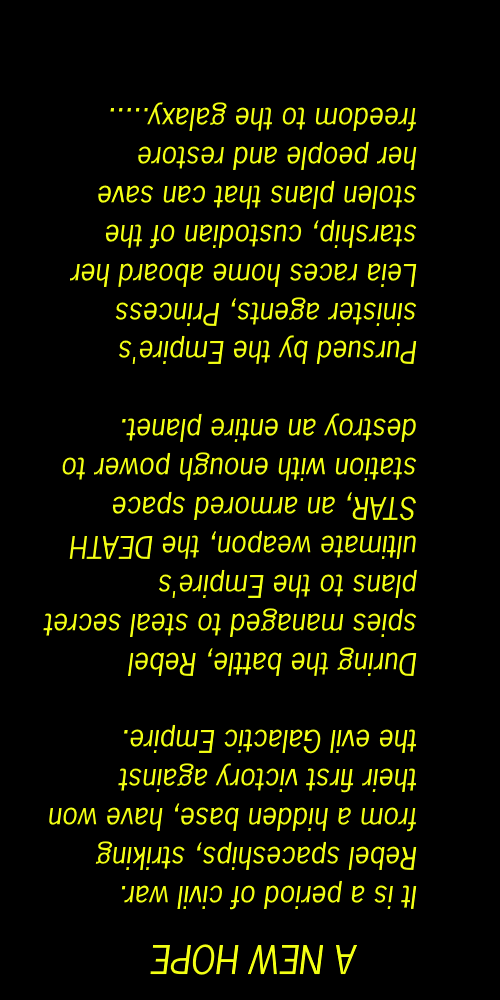 A NEW HOPE
It is a period of civil war.
Rebel spaceships, striking
from a hidden base, have won
their first victory against
the evil Galactic Empire.
During the battle, Rebel
spies managed to steal secret
plans to the Empire's
ultimate weapon, the DEATH
STAR, an armored space
station with enough power to
destroy an entire planet.
Pursued by the Empire's
sinister agents, Princess
Leia races home aboard her
starship, custodian of the
stolen plans that can save
her people and restore
freedom to the galaxy.....